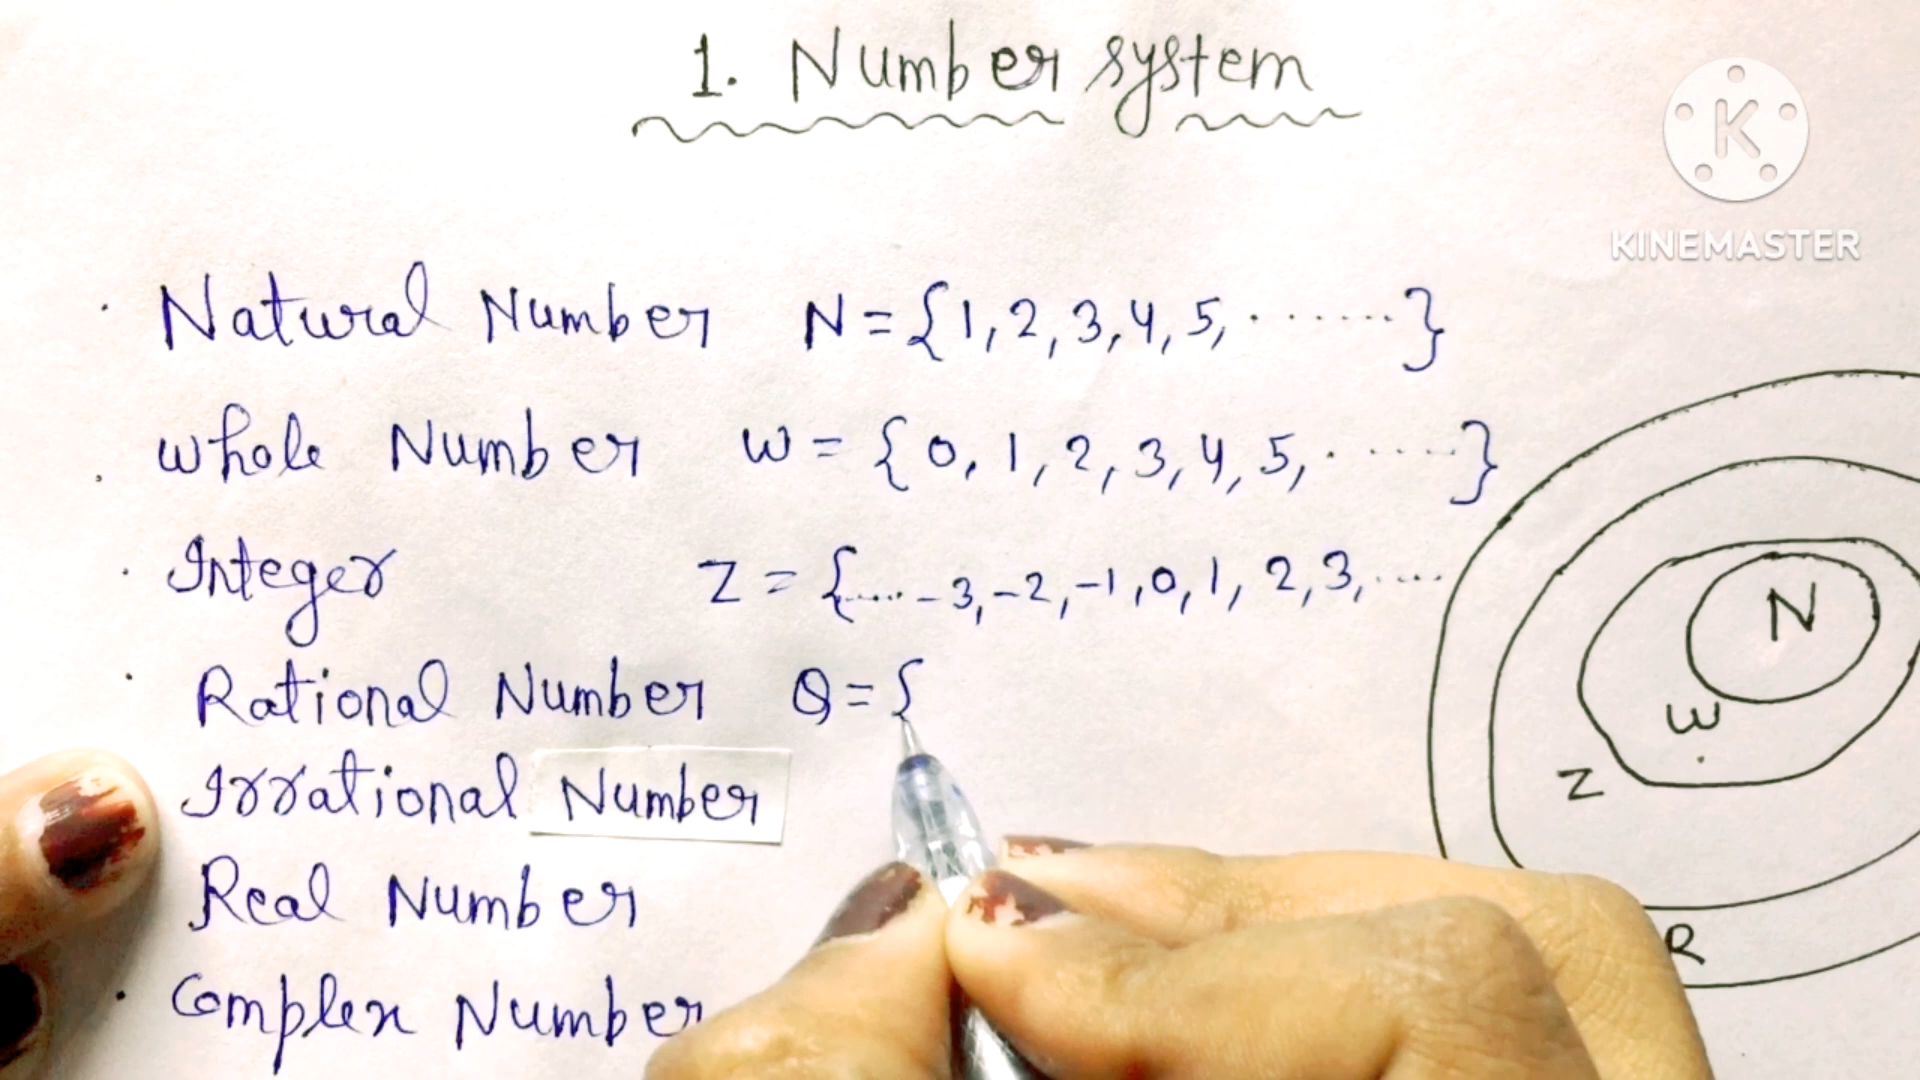 1. Number system
K
KINEMASTER
Natural Number N = {1, 2, 3, 4, 5, ........}
Whole Number W = {0, 1, 2, 3, 4, 5, ......}
Integer Z = {.... -3, -2, -1, 0, 1, 2, 3, ....
Rational Number Q = {
Irrational Number
Real Number
Complex Number
N
W
Z
R